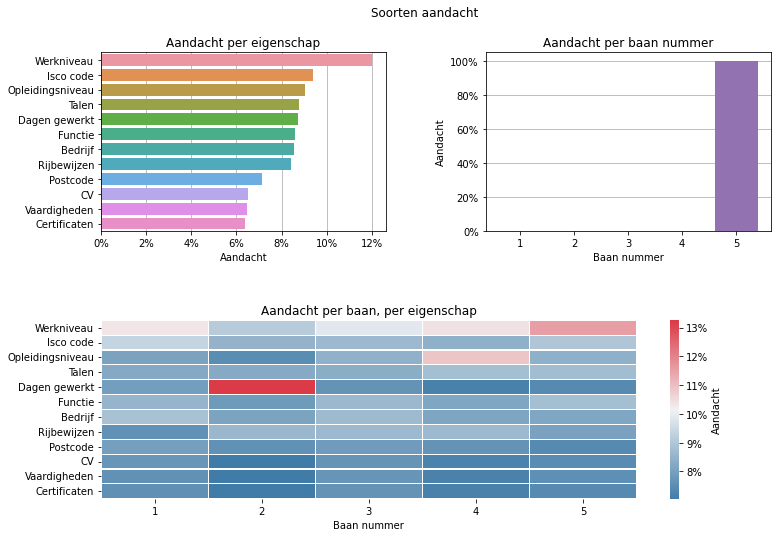 Soorten aandacht
Aandacht per eigenschap
Werkniveau
Isco code
Opleidingsniveau
Talen
Dagen gewerkt
Functie
Bedrijf
Rijbewijzen
Postcode
CV
Vaardigheden
Certificaten
0% 2% 4% 6% 8% 10% 12%
Aandacht
Aandacht per baan nummer
100%
80%
60%
40%
20%
0%
Aandacht
1 2 3 4 5
Baan nummer
Aandacht per baan, per eigenschap
Werkniveau
Isco code
Opleidingsniveau
Talen
Dagen gewerkt
Functie
Bedrijf
Rijbewijzen
Postcode
CV
Vaardigheden
Certificaten
1 2 3 4 5
Baan nummer
13%
12%
11%
10%
9%
8%
Aandacht